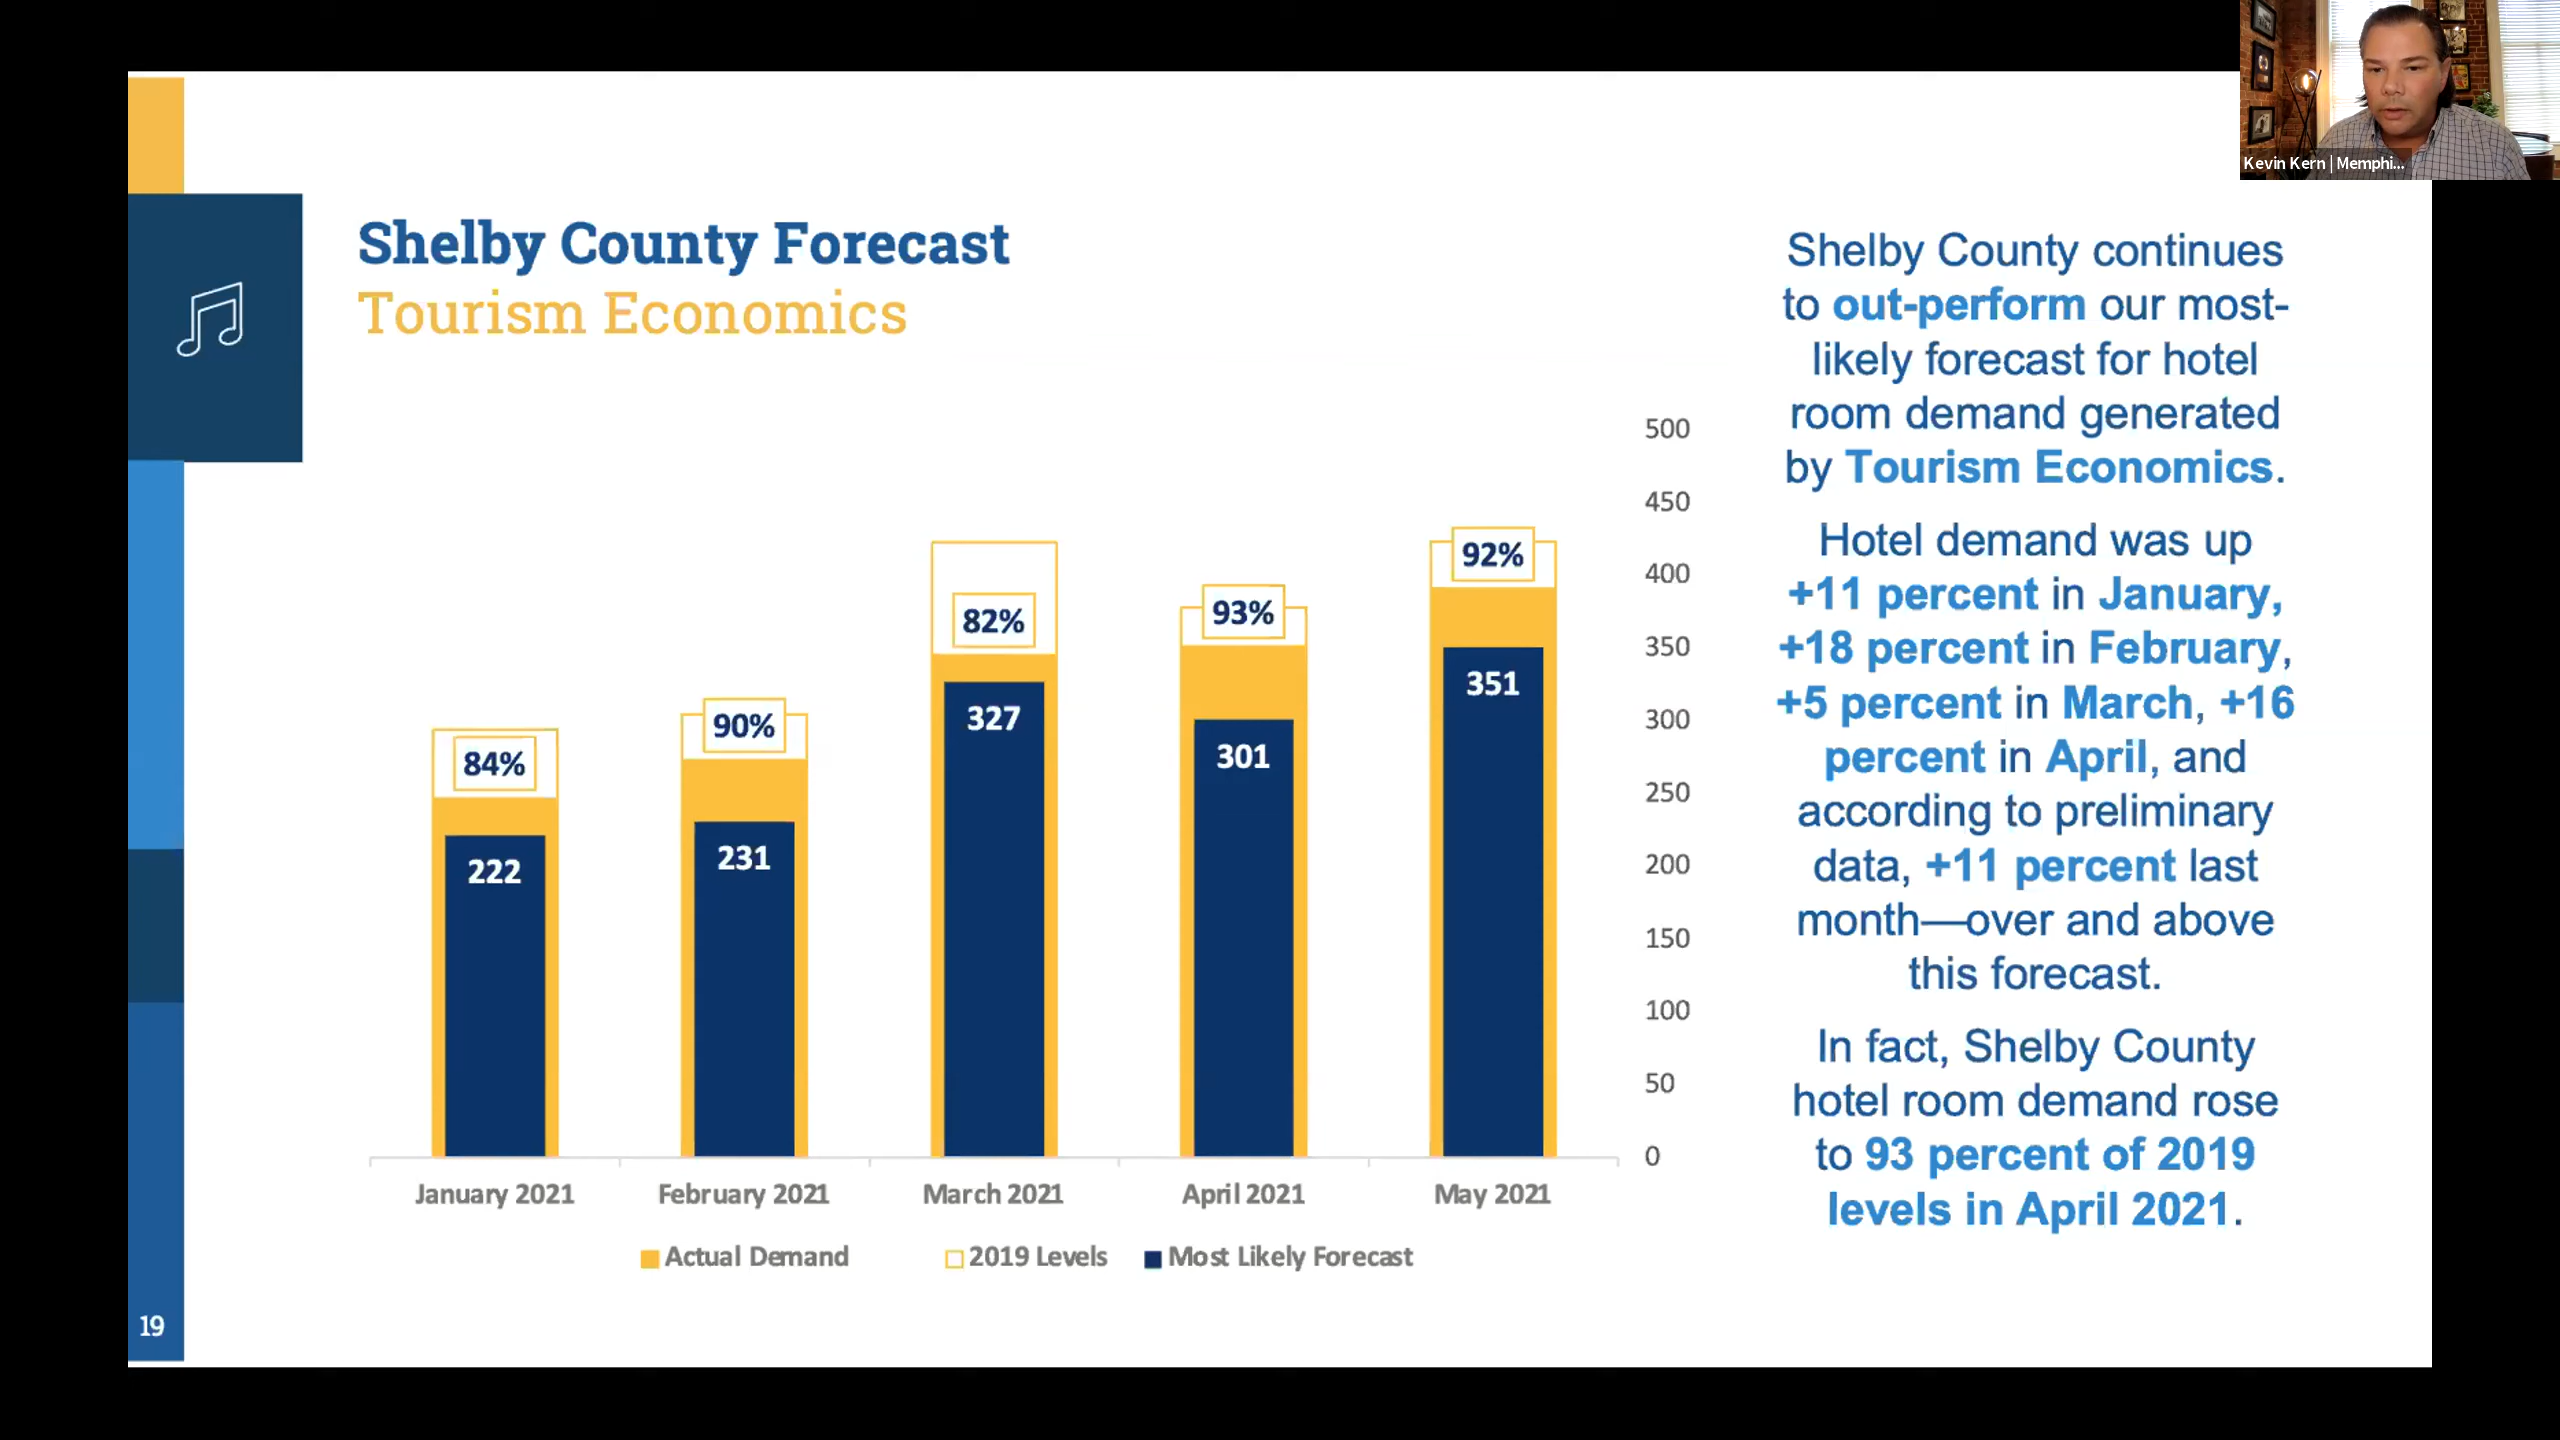 Kevin Kern | Memphi...
Shelby County Forecast
Tourism Economics
Shelby County continues
to out-perform our most-
likely forecast for hotel
room demand generated
by Tourism Economics.
Hotel demand was up
+11 percent in January,
+18 percent in February,
+5 percent in March, +16
percent in April, and
according to preliminary
data, +11 percent last
month—over and above
this forecast.
In fact, Shelby County
hotel room demand rose
to 93 percent of 2019
levels in April 2021.
500
450
400
350
300
250
200
150
100
50
0
84%
222
90%
231
82%
327
93%
301
92%
351
January 2021
February 2021
March 2021
April 2021
May 2021
Actual Demand
2019 Levels
Most Likely Forecast
19